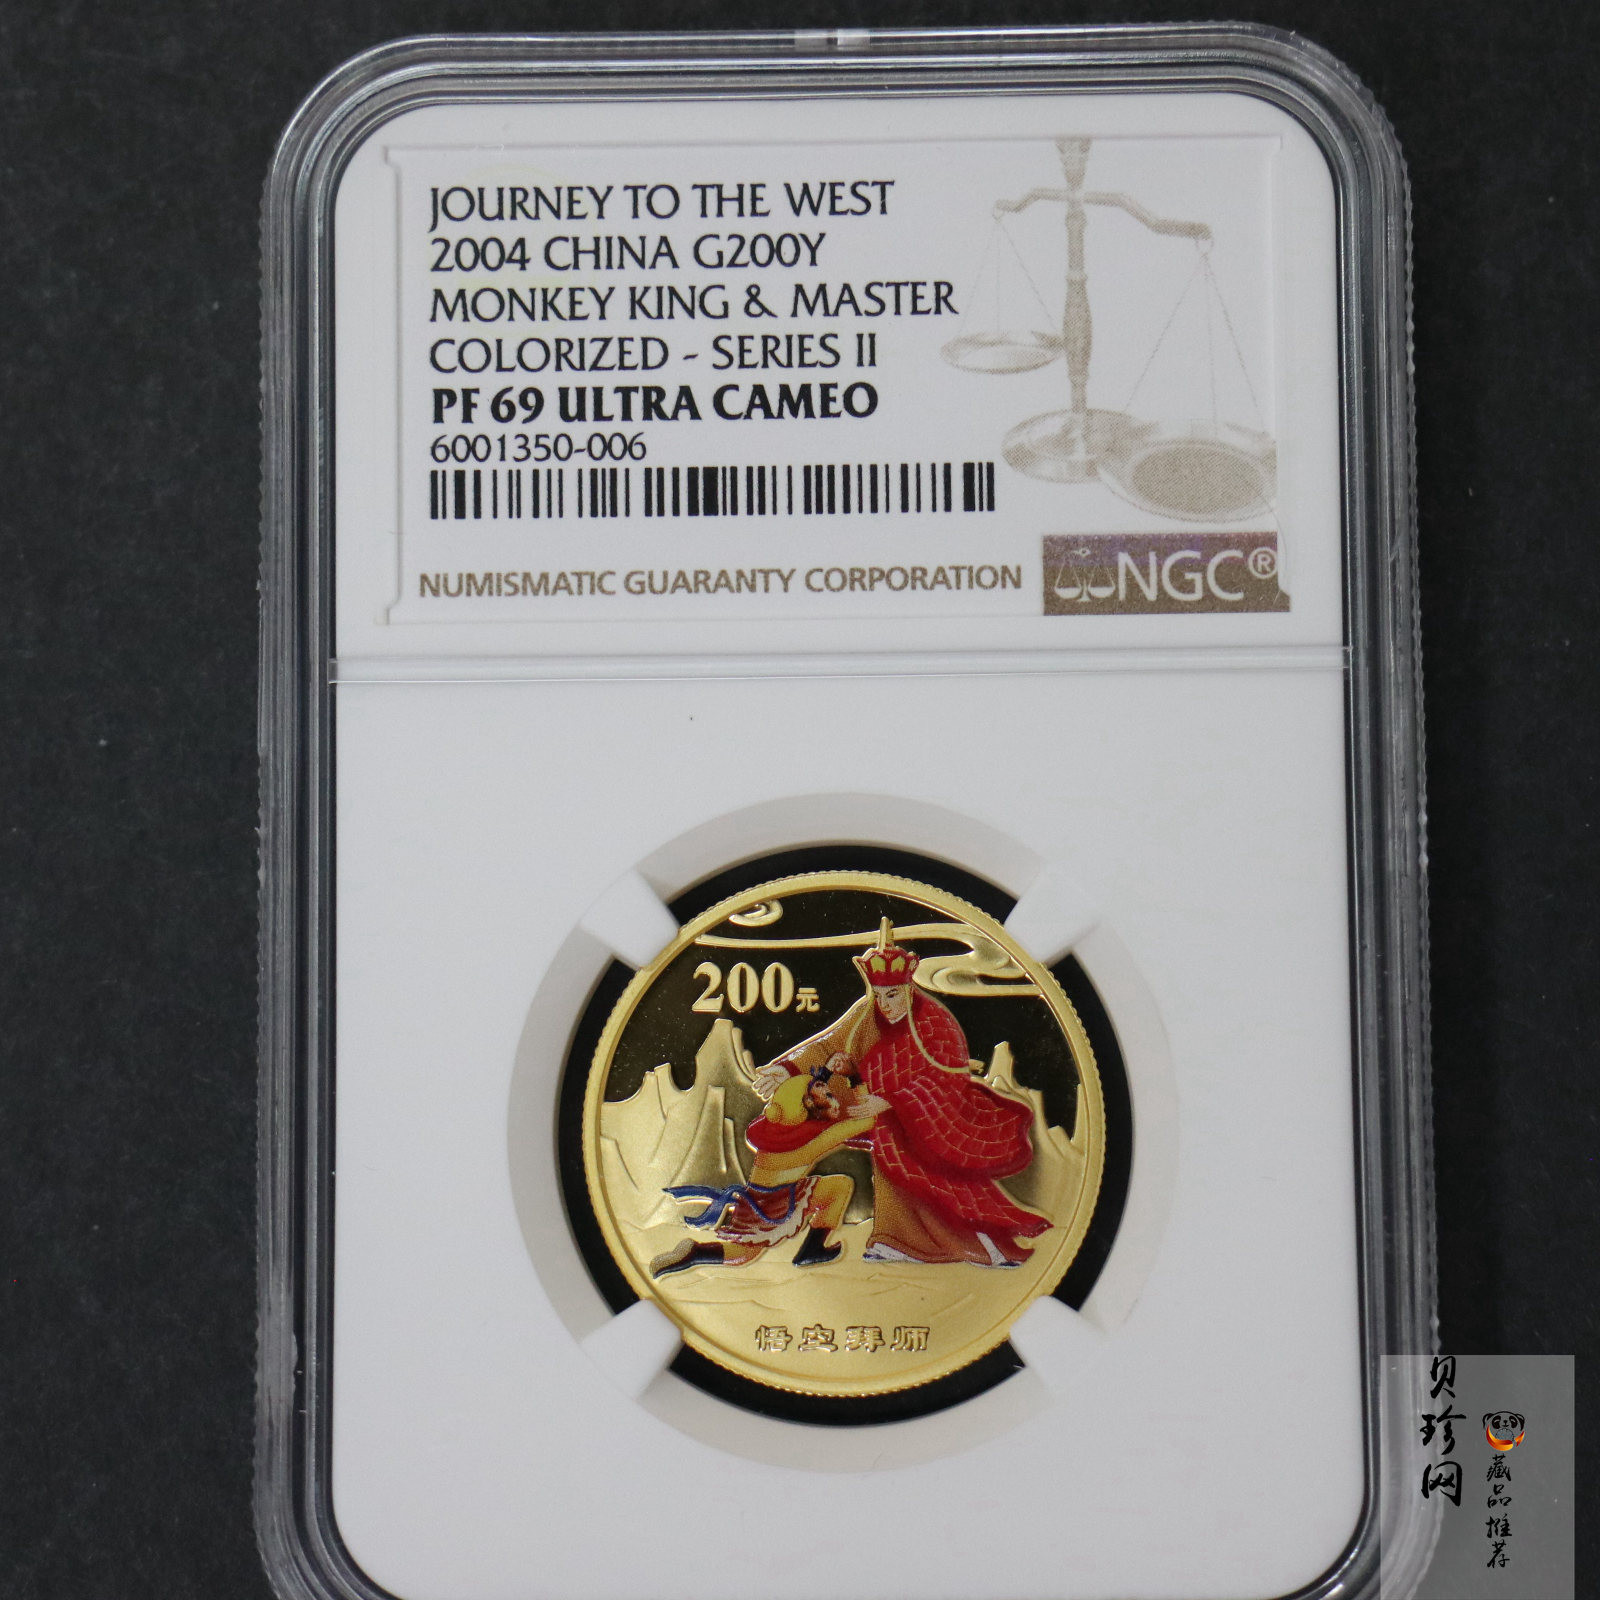 JOURNEY TO THE WEST
2004 CHINA G200Y
MONKEY KING & MASTER
COLORIZED - SERIES II
PF 69 ULTRA CAMEO
6001350-006
NUMISMATIC GUARANTY CORPORATION
NGC®
200元
悟空拜师
贝珍网
藏品推荐